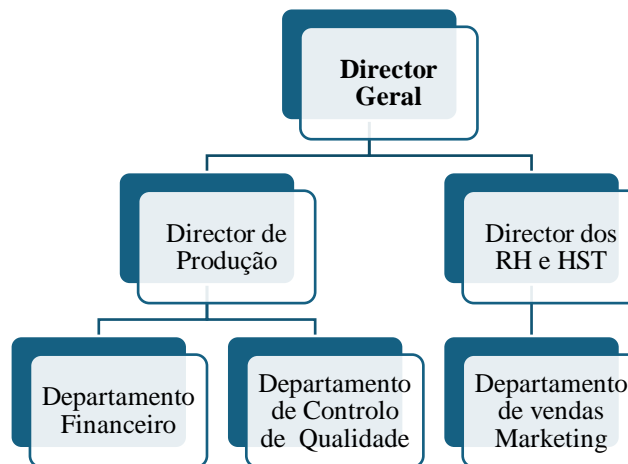 Director
Geral
Director de
Produção
Director dos
RH e HST
Departamento
Financeiro
Departamento
de Controlo
de Qualidade
Departamento
de vendas
Marketing